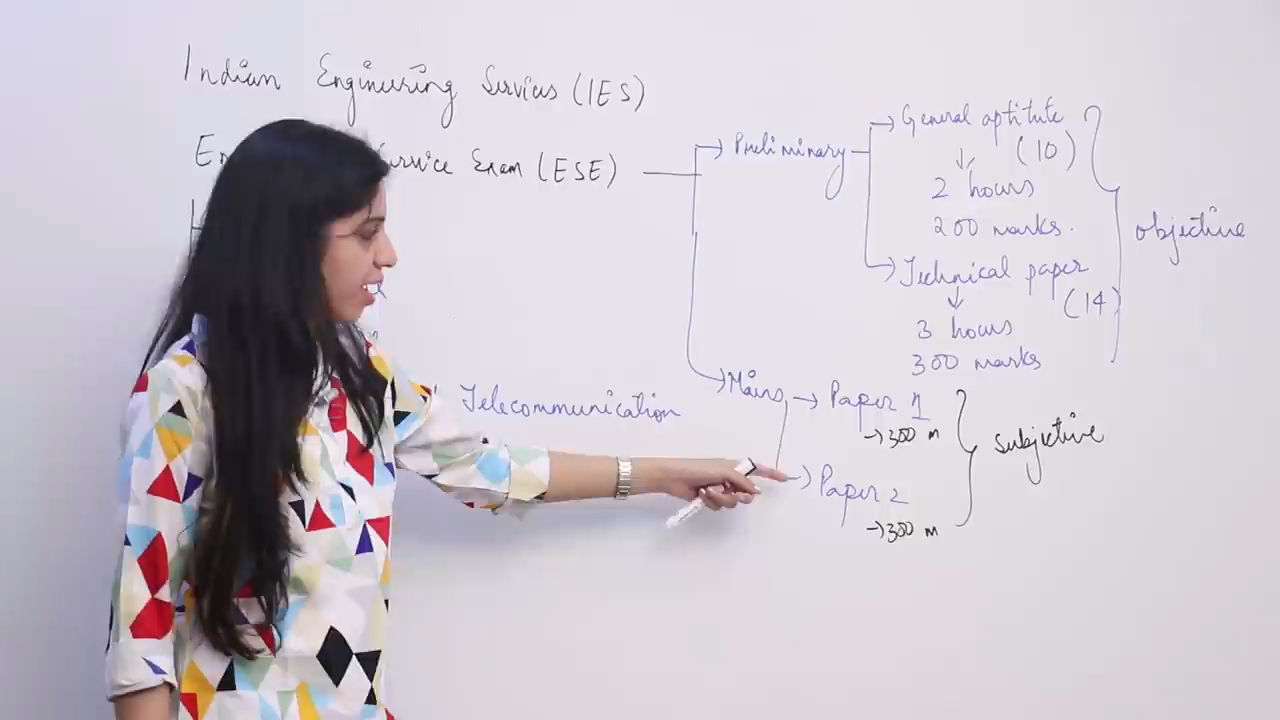 Indian Engineering Services (IES)
Service Exam (ESE)
Telecommunication
Preliminary
General aptitute
(10)
2 hours
200 marks.
Technical paper
(14)
3 hours
300 marks
objective
Mains
Paper 1
→300 m
Paper 2
→300 m
subjective